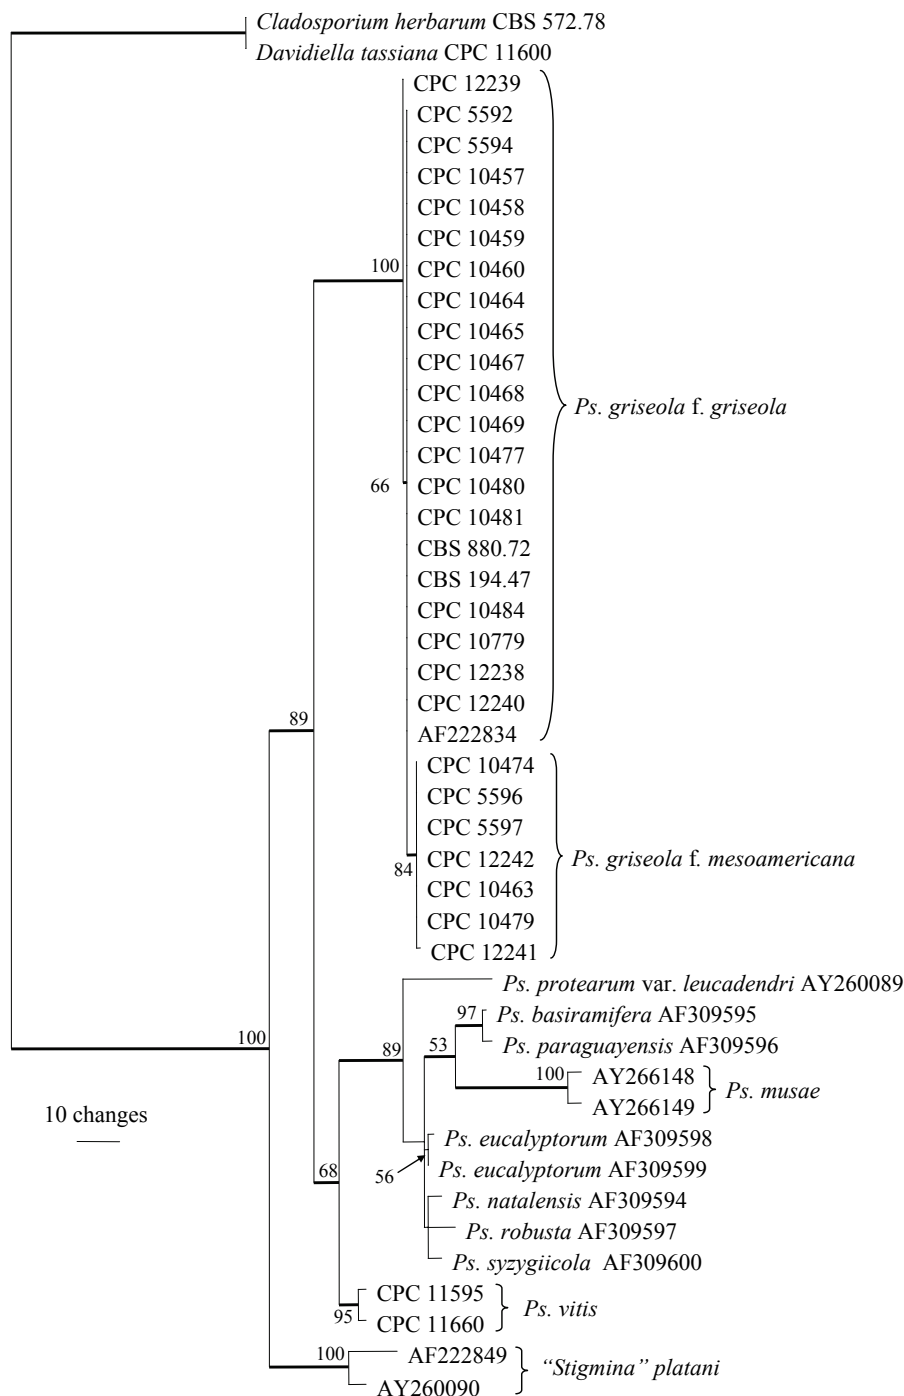 Cladosporium herbarum CBS 572.78
Davidiella tassiana CPC 11600
CPC 12239
CPC 5592
CPC 5594
CPC 10457
CPC 10458
CPC 10459
100
CPC 10460
CPC 10464
CPC 10465
CPC 10467
CPC 10468
Ps. griseola f. griseola
CPC 10469
CPC 10477
66
CPC 10480
CPC 10481
CBS 880.72
CBS 194.47
CPC 10484
CPC 10779
CPC 12238
CPC 12240
89
AF222834
CPC 10474
CPC 5596
CPC 5597
CPC 12242
Ps. griseola f. mesoamericana
84
CPC 10463
CPC 10479
CPC 12241
Ps. protearum var. leucadendri AY260089
97
Ps. basiramifera AF309595
100
89
53
Ps. paraguayensis AF309596
100
AY266148
Ps. musae
AY266149
10 changes
Ps. eucalyptorum AF309598
68
56
Ps. eucalyptorum AF309599
Ps. natalensis AF309594
Ps. robusta AF309597
Ps. syzygiicola AF309600
CPC 11595
Ps. vitis
95
CPC 11660
100
AF222849
“Stigmina” platani
AY260090